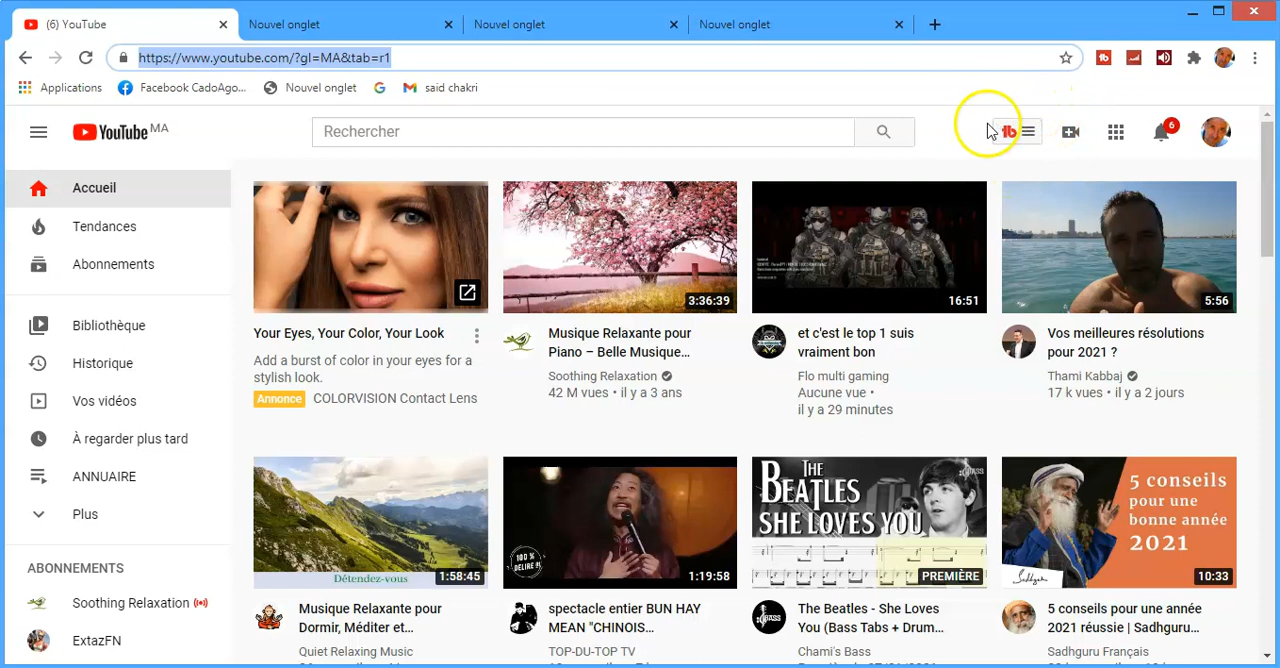 (6) YouTube
Nouvel onglet
Nouvel onglet
Nouvel onglet
https://www.youtube.com/?gl=MA&tab=r1
Applications
Facebook CadoAgo...
Nouvel onglet
said chakri
YouTube MA
Rechercher
6
Accueil
Tendances
Abonnements
Bibliothèque
Historique
Vos vidéos
À regarder plus tard
ANNUAIRE
Plus
ABONNEMENTS
Soothing Relaxation
ExtazFN
Your Eyes, Your Color, Your Look
Add a burst of color in your eyes for a
stylish look.
Annonce COLORVISION Contact Lens
3:36:39
Musique Relaxante pour
Piano – Belle Musique...
Soothing Relaxation
42 M vues • il y a 3 ans
16:51
et c'est le top 1 suis
vraiment bon
Flo multi gaming
Aucune vue •
il y a 29 minutes
5:56
Vos meilleures résolutions
pour 2021 ?
Thami Kabbaj
17 k vues • il y a 2 jours
Détendez-vous
1:58:45
Musique Relaxante pour
Dormir, Méditer et...
Quiet Relaxing Music
100 %
DELIRE !!
1:19:58
spectacle entier BUN HAY
MEAN "CHINOIS...
TOP-DU-TOP TV
THE
BEATLES
SHE LOVES YOU
PREMIÈRE
The Beatles - She Loves
You (Bass Tabs + Drum...
Chami's Bass
5 conseils
pour une
bonne année
2021
Sadhguru
10:33
5 conseils pour une année
2021 réussie | Sadhguru...
Sadhguru Français